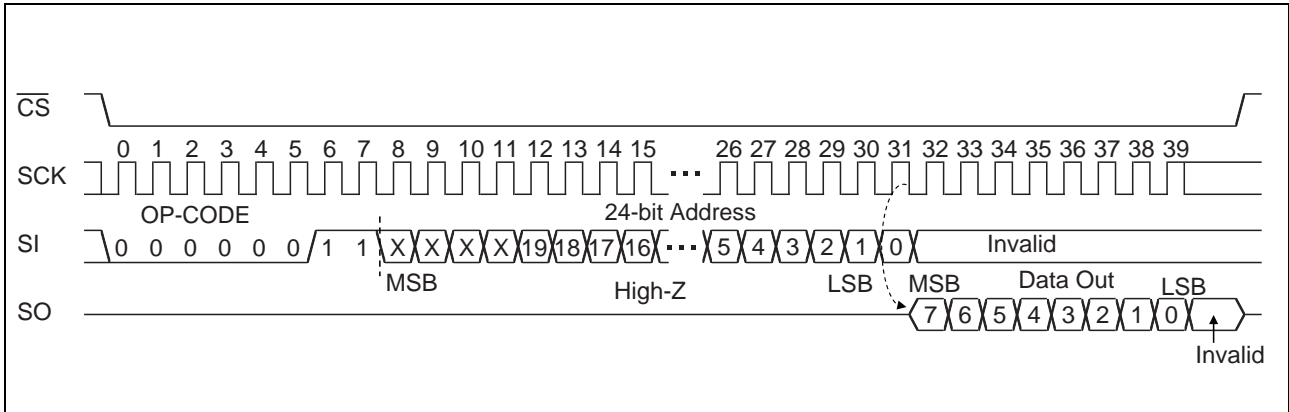 CS
0 1 2 3 4 5 6 7 8 9 10 11 12 13 14 15 26 27 28 29 30 31 32 33 34 35 36 37 38 39
SCK
OP-CODE 24-bit Address
SI 0 0 0 0 0 0 1 1 X X X X 19 18 17 16 5 4 3 2 1 0 Invalid
MSB High-Z LSB MSB Data Out LSB
SO 7 6 5 4 3 2 1 0
Invalid